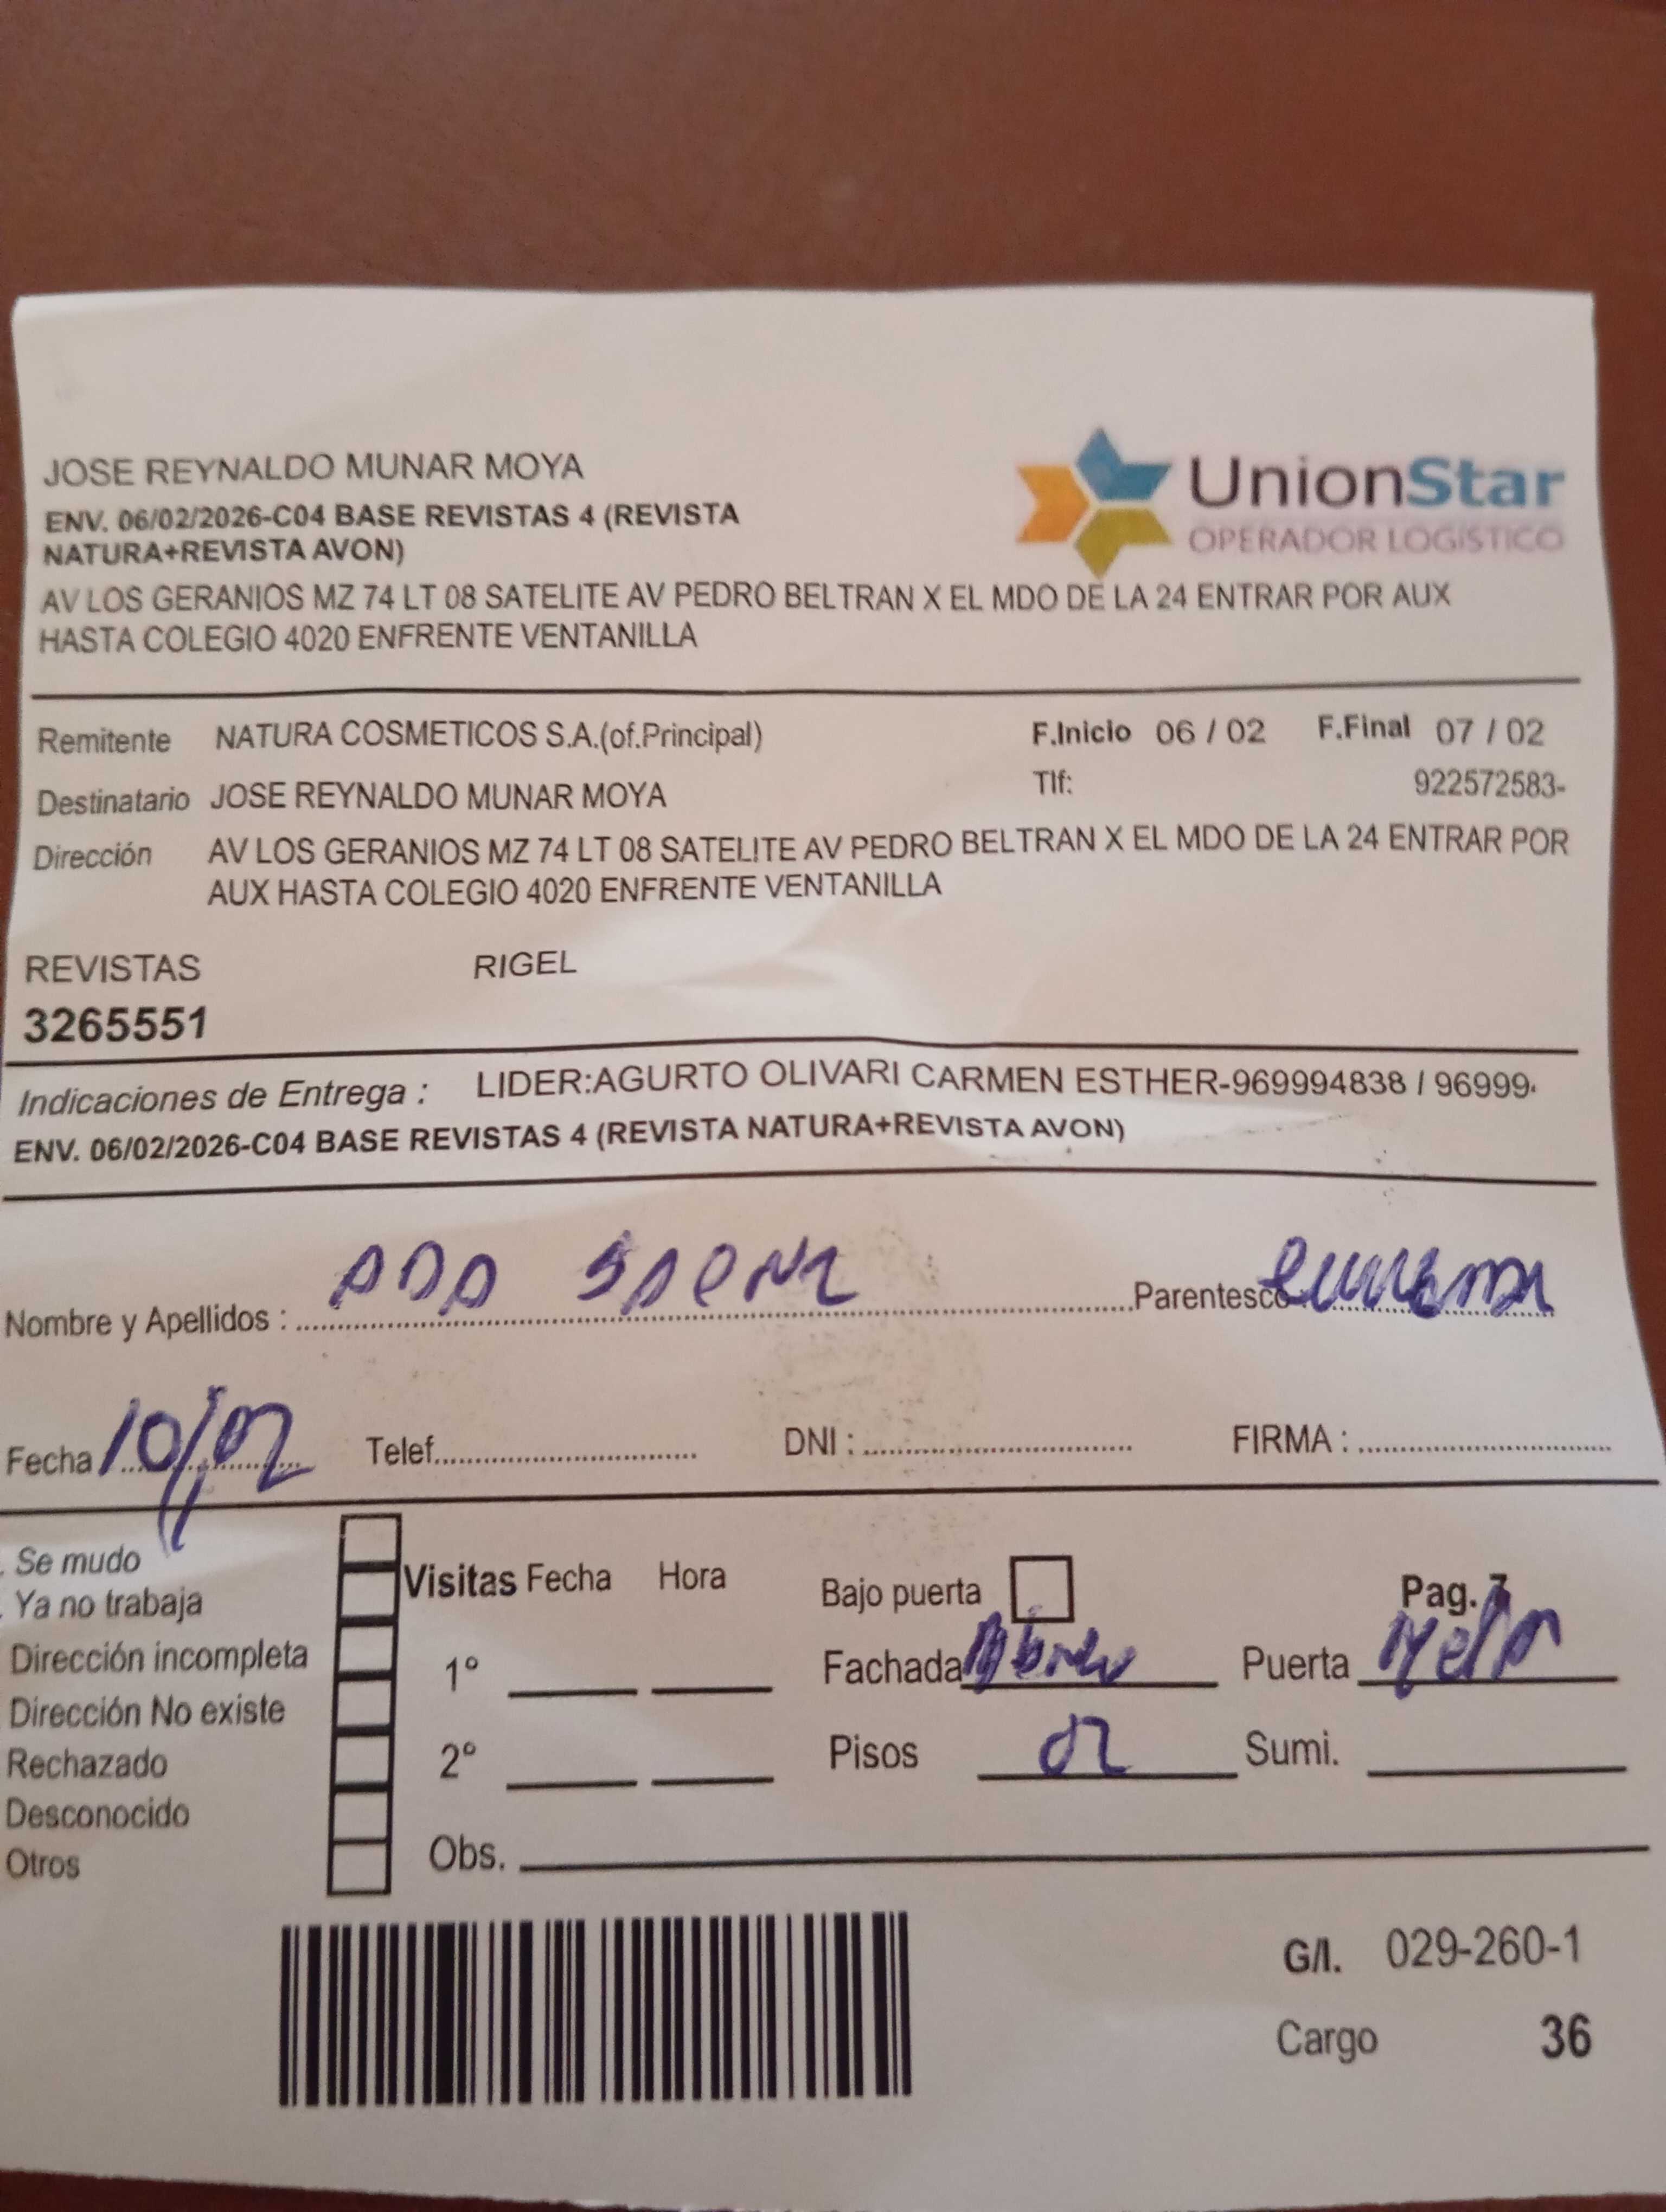 JOSE REYNALDO MUNAR MOYA
ENV. 06/02/2026-C04 BASE REVISTAS 4 (REVISTA
NATURA+REVISTA AVON)
UnionStar
OPERADOR LOGÍSTICO
AV LOS GERANIOS MZ 74 LT 08 SATELITE AV PEDRO BELTRAN X EL MDO DE LA 24 ENTRAR POR AUX
HASTA COLEGIO 4020 ENFRENTE VENTANILLA
Remitente NATURA COSMETICOS S.A.(of.Principal) F.Inicio 06 / 02 F.Final 07 / 02
Destinatario JOSE REYNALDO MUNAR MOYA Tlf: 922572583-
Dirección AV LOS GERANIOS MZ 74 LT 08 SATELITE AV PEDRO BELTRAN X EL MDO DE LA 24 ENTRAR POR
AUX HASTA COLEGIO 4020 ENFRENTE VENTANILLA
REVISTAS RIGEL
3265551
Indicaciones de Entrega : LIDER:AGURTO OLIVARI CARMEN ESTHER-969994838 / 96999
ENV. 06/02/2026-C04 BASE REVISTAS 4 (REVISTA NATURA+REVISTA AVON)
Nombre y Apellidos : ADA SAENZ Parentesco
Fecha 10/02 Telef. DNI : FIRMA :
Se mudo
Ya no trabaja
Dirección incompleta
Dirección No existe
Rechazado
Desconocido
Otros
Visitas Fecha Hora
1°
2°
Obs.
Bajo puerta Pag. 7
Fachada Puerta
Pisos 02 Sumi.
G/I. 029-260-1
Cargo 36